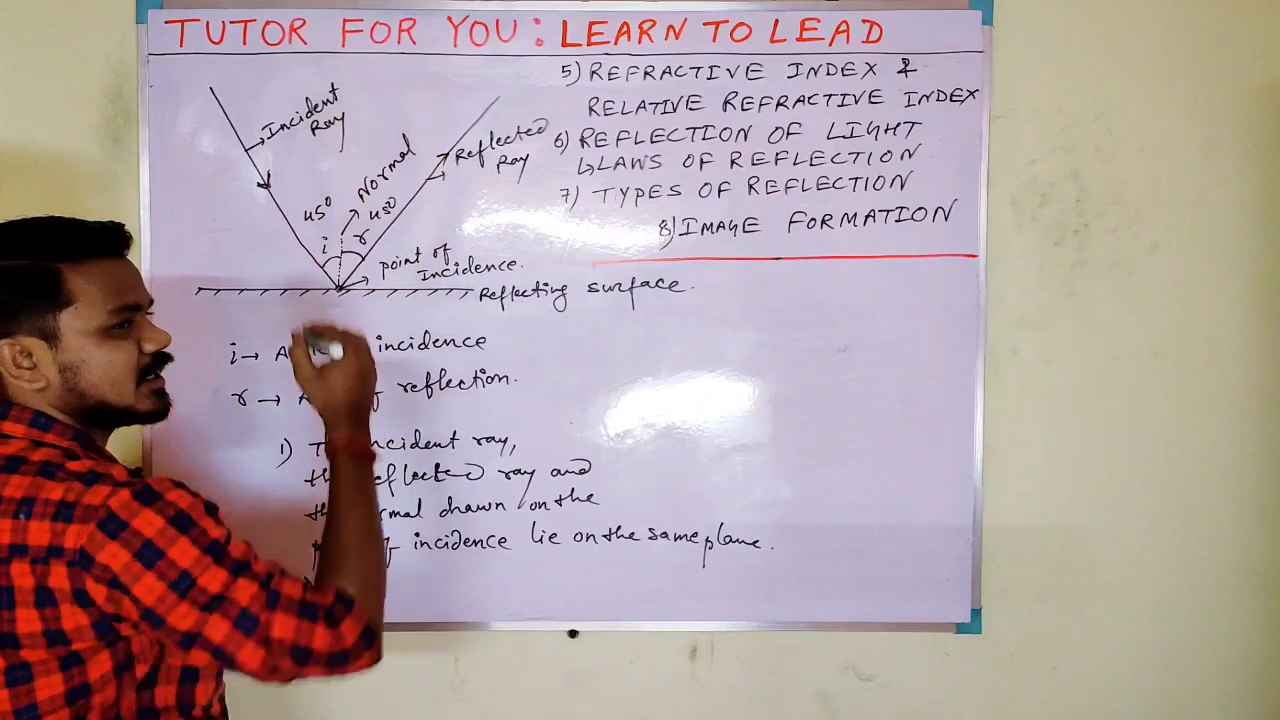 TUTOR FOR YOU: LEARN TO LEAD
5) REFRACTIVE INDEX &
RELATIVE REFRACTIVE INDEX
6) REFLECTION OF LIGHT
↳ LAWS OF REFLECTION
7) TYPES OF REFLECTION
8) IMAGE FORMATION
Incident
Ray
Normal
Reflected
Ray
45°
45°
i
r
point of
Incidence.
Reflecting surface.
i → incidence
r → reflection.
1) incident ray,
reflected ray and
drawn on the
incidence lie on the same plane.